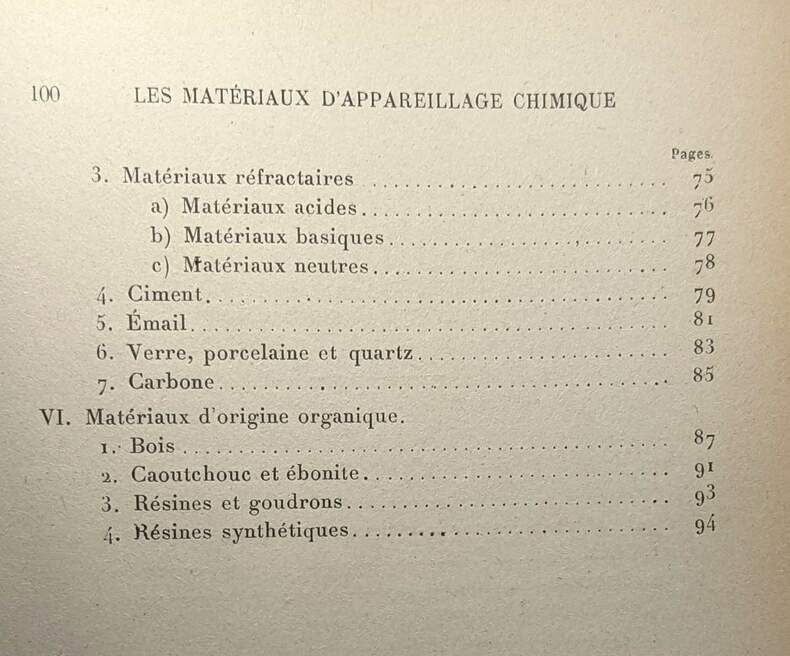 100 LES MATÉRIAUX D'APPAREILLAGE CHIMIQUE
Pages.
3. Matériaux réfractaires .............................. 75
a) Matériaux acides .............................. 76
b) Matériaux basiques .............................. 77
c) Matériaux neutres .............................. 78
4. Ciment .............................. 79
5. Émail .............................. 81
6. Verre, porcelaine et quartz .............................. 83
7. Carbone .............................. 85
VI. Matériaux d'origine organique.
1. Bois .............................. 87
2. Caoutchouc et ébonite .............................. 91
3. Résines et goudrons .............................. 93
4. Résines synthétiques .............................. 94